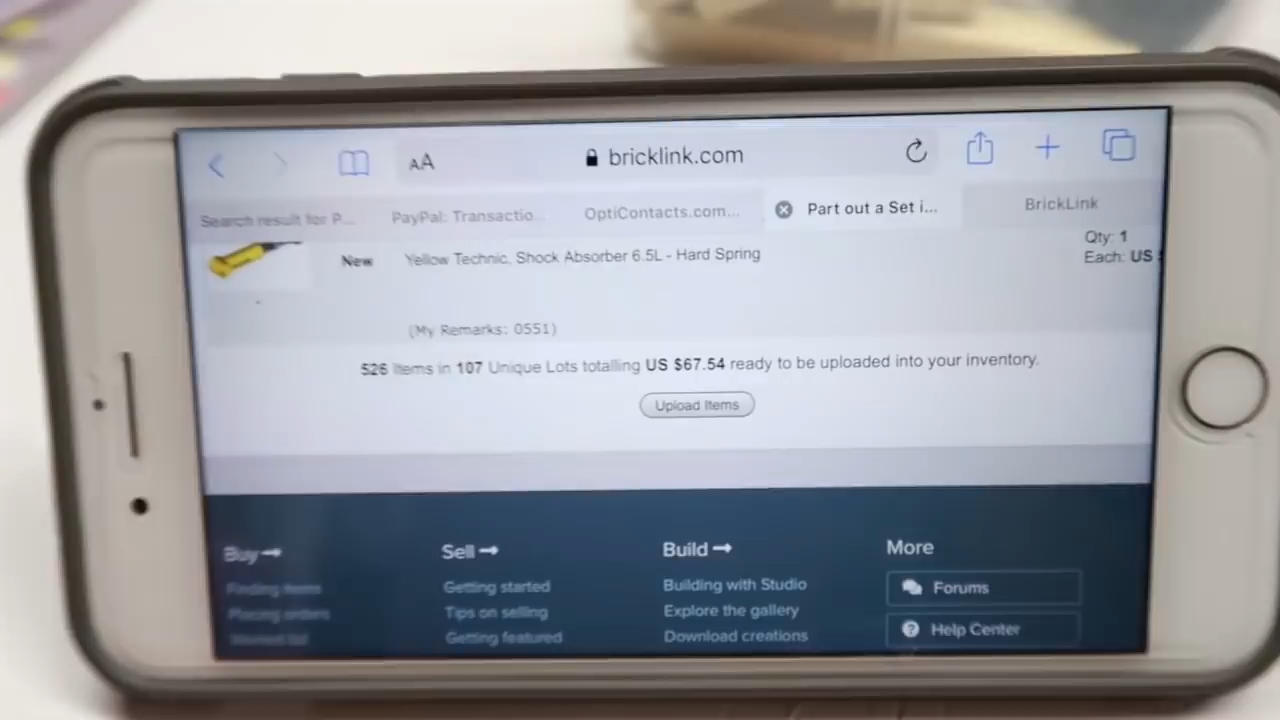 AA
bricklink.com
Search result for P...
PayPal: Transactio...
OptiContacts.com...
Part out a Set i...
BrickLink
New
Yellow Technic, Shock Absorber 6.5L - Hard Spring
Qty: 1
Each: US
(My Remarks: 0551)
526 Items in 107 Unique Lots totalling US $67.54 ready to be uploaded into your inventory.
Upload Items
Buy
Sell
Build
More
Finding items
Getting started
Building with Studio
Forums
Placing orders
Tips on selling
Explore the gallery
Wanted list
Getting featured
Download creations
Help Center